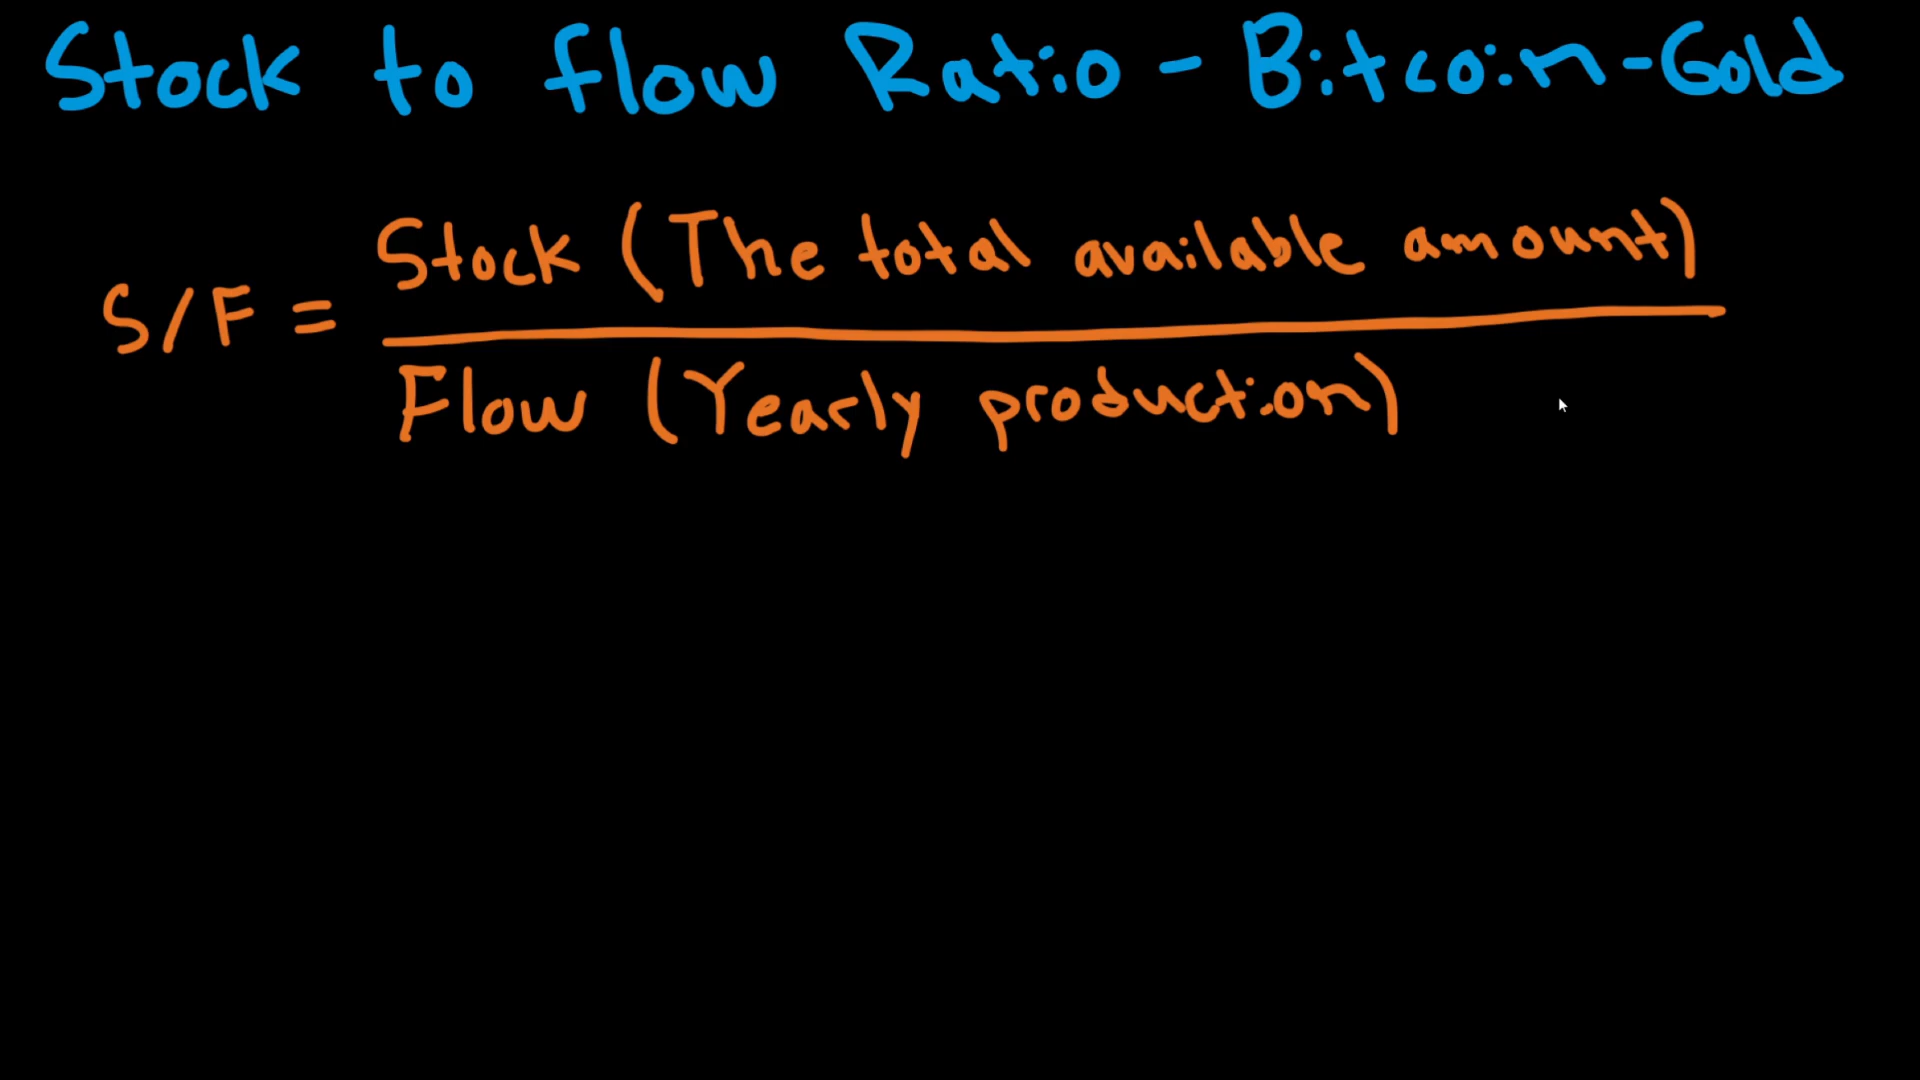 Stock to flow Ratio - Bitcoin-Gold
Stock (The total available amount)
S/F =
Flow (Yearly production)